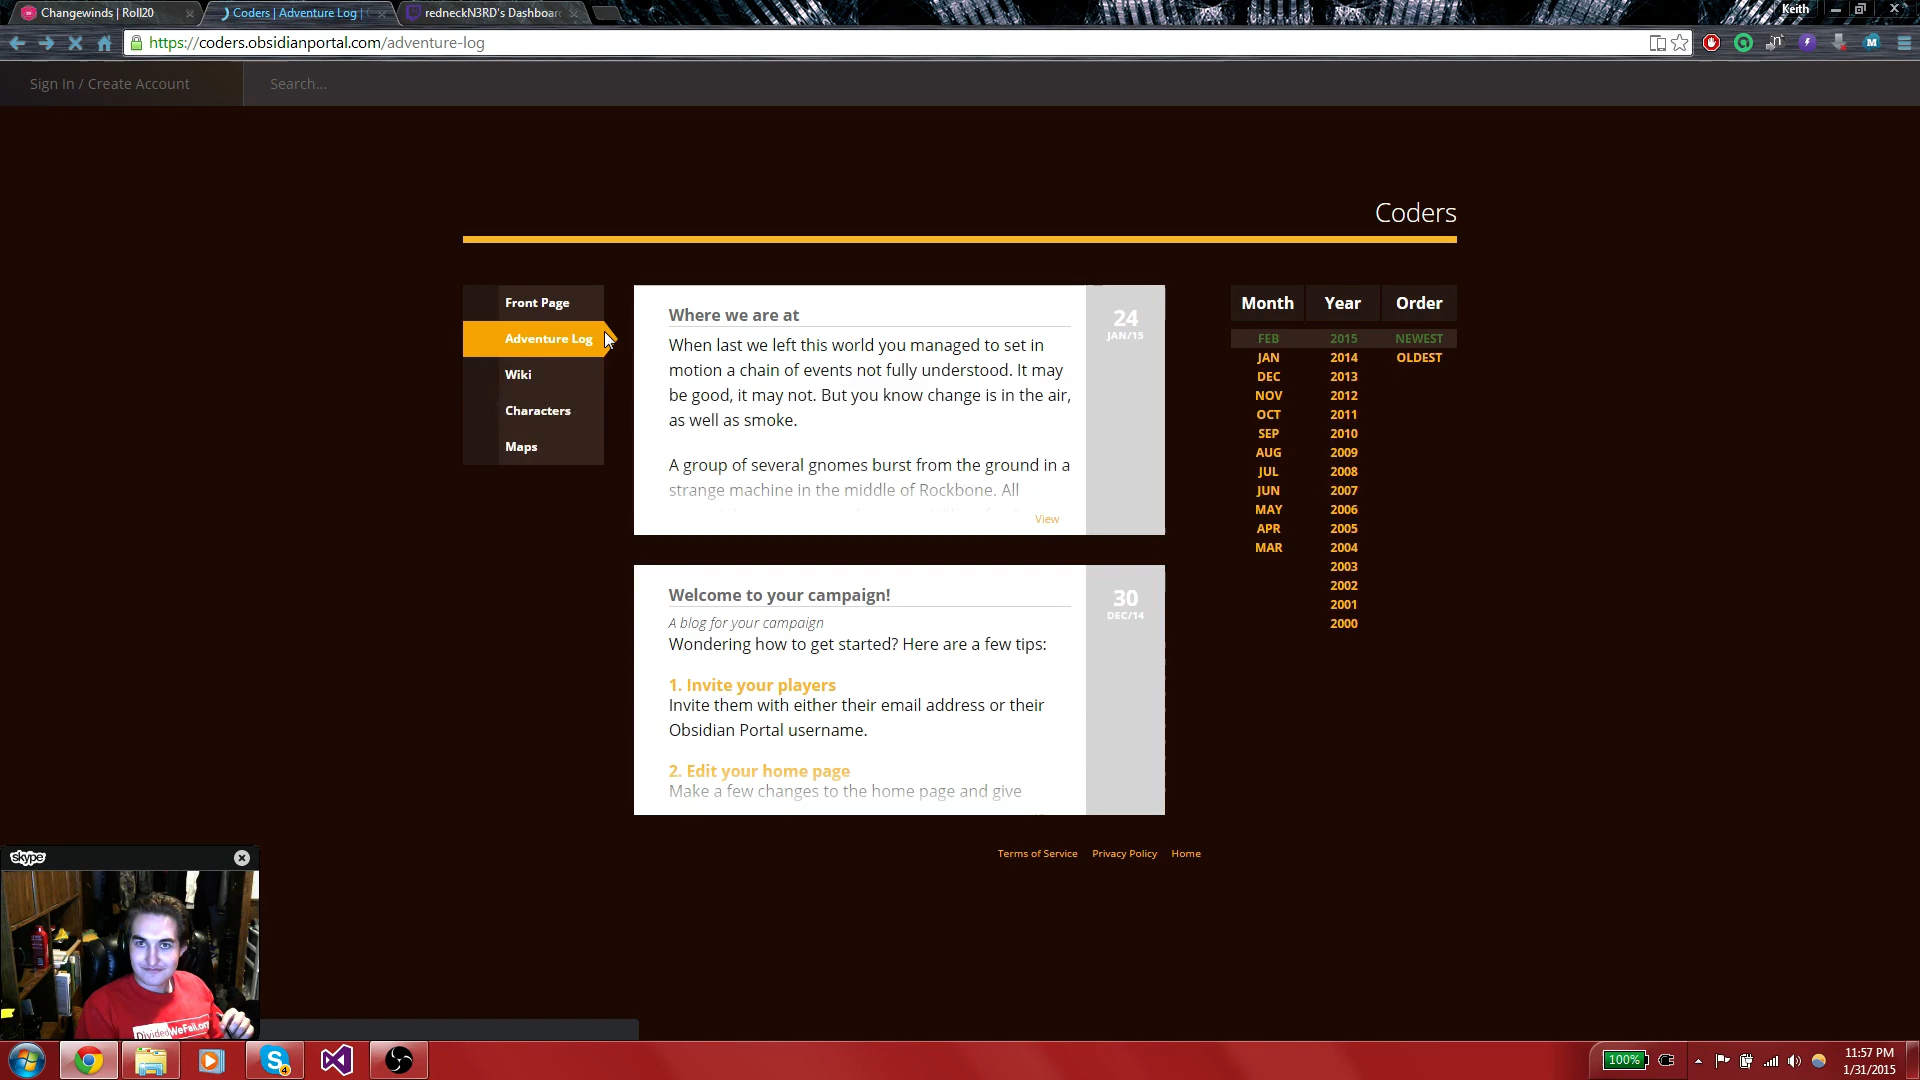 Changewinds | Roll20
Coders | Adventure Log |
redneckN3RD's Dashboar
Keith
https://coders.obsidianportal.com/adventure-log
Sign In / Create Account
Search...
Coders
Front Page
Adventure Log
Wiki
Characters
Maps
Where we are at
When last we left this world you managed to set in
motion a chain of events not fully understood. It may
be good, it may not. But you know change is in the air,
as well as smoke.
A group of several gnomes burst from the ground in a
strange machine in the middle of Rockbone. All
View
24
JAN/15
Welcome to your campaign!
A blog for your campaign
Wondering how to get started? Here are a few tips:
1. Invite your players
Invite them with either their email address or their
Obsidian Portal username.
2. Edit your home page
Make a few changes to the home page and give
30
DEC/14
Month Year Order
FEB 2015 NEWEST
JAN 2014 OLDEST
DEC 2013
NOV 2012
OCT 2011
SEP 2010
AUG 2009
JUL 2008
JUN 2007
MAY 2006
APR 2005
MAR 2004
2003
2002
2001
2000
Terms of Service Privacy Policy Home
skype
DividedWeFail.org
4
100%
11:57 PM
1/31/2015